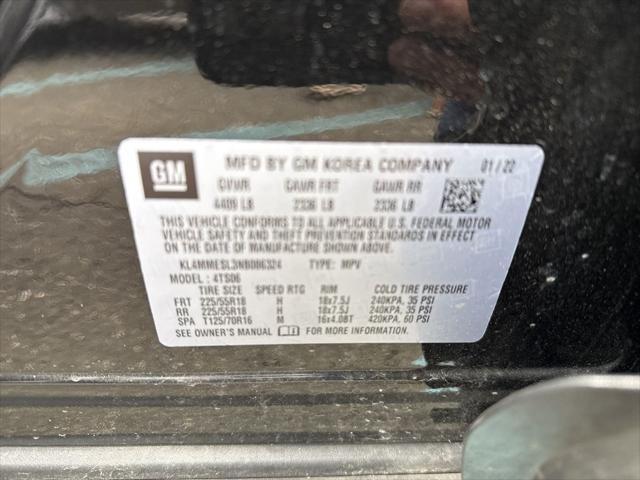 GM MFD BY GM KOREA COMPANY 01/22
GVWR GAWR FRT GAWR RR
4409 LB 2336 LB 2336 LB
THIS VEHICLE CONFORMS TO ALL APPLICABLE U.S. FEDERAL MOTOR
VEHICLE SAFETY AND THEFT PREVENTION STANDARDS IN EFFECT
ON THE DATE OF MANUFACTURE SHOWN ABOVE.
KL4MMESL3NB086324 TYPE: MPV
MODEL: 4TS06
TIRE SIZE SPEED RTG RIM COLD TIRE PRESSURE
FRT 225/55R18 H 18x7.5J 240KPA, 35 PSI
RR 225/55R18 H 18x7.5J 240KPA, 35 PSI
SPA T125/70R16 M 16x4.0BT 420KPA, 60 PSI
SEE OWNER'S MANUAL FOR MORE INFORMATION.